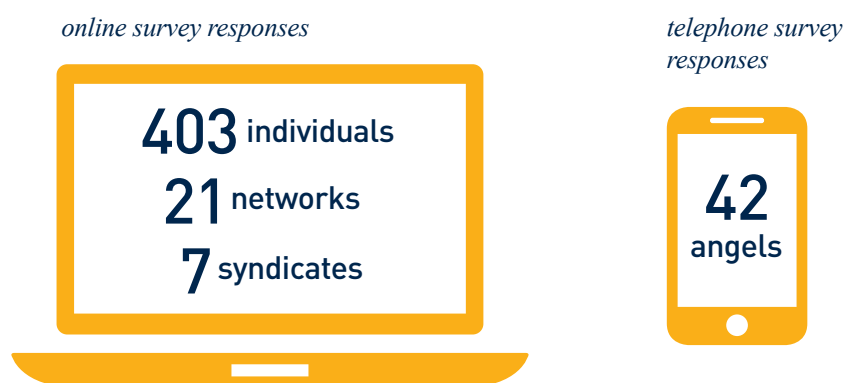 online survey responses
403 individuals
21 networks
7 syndicates
telephone survey
responses
42
angels